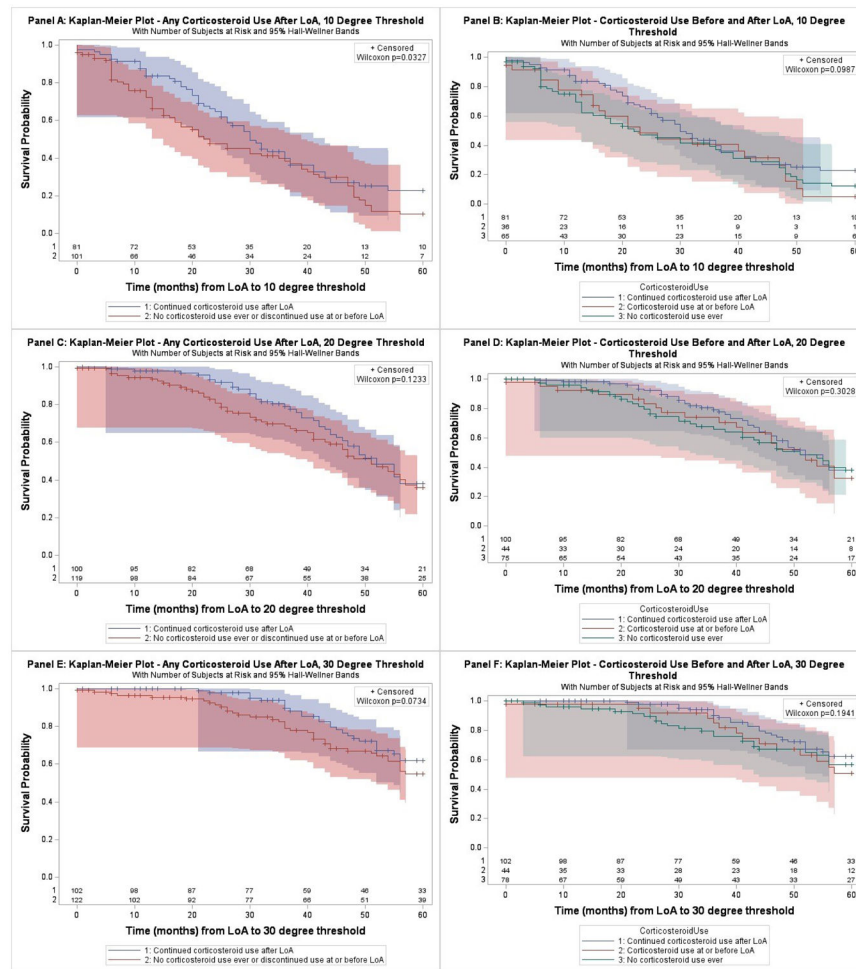 Panel A: Kaplan-Meier Plot - Any Corticosteroid Use After LoA, 10 Degree Threshold
With Number of Subjects at Risk and 95% Hall-Wellner Bands
+ Censored
Wilcoxon p=0.0327
Survival Probability
1.0
0.8
0.6
0.4
0.2
0.0
1 81 72 53 35 20 13 10
2 101 66 46 34 24 12 7
0 10 20 30 40 50 60
Time (months) from LoA to 10 degree threshold
1: Continued corticosteroid use after LoA
2: No corticosteroid use ever or discontinued use at or before LoA
Panel B: Kaplan-Meier Plot - Corticosteroid Use Before and After LoA, 10 Degree
Threshold
With Number of Subjects at Risk and 95% Hall-Wellner Bands
+ Censored
Wilcoxon p=0.0987
Survival Probability
1.0
0.8
0.6
0.4
0.2
0.0
1 81 72 53 35 20 13 10
2 36 23 16 11 9 3 1
3 65 43 30 23 15 9 6
0 10 20 30 40 50 60
Time (months) from LoA to 10 degree threshold
CorticosteroidUse
1: Continued corticosteroid use after LoA
2: Corticosteroid use at or before LoA
3: No corticosteroid use ever
Panel C: Kaplan-Meier Plot - Any Corticosteroid Use After LoA, 20 Degree Threshold
With Number of Subjects at Risk and 95% Hall-Wellner Bands
+ Censored
Wilcoxon p=0.1233
Survival Probability
1.0
0.8
0.6
0.4
0.2
0.0
1 100 95 82 68 49 34 21
2 119 98 84 67 55 38 25
0 10 20 30 40 50 60
Time (months) from LoA to 20 degree threshold
1: Continued corticosteroid use after LoA
2: No corticosteroid use ever or discontinued use at or before LoA
Panel D: Kaplan-Meier Plot - Corticosteroid Use Before and After LoA, 20 Degree
Threshold
With Number of Subjects at Risk and 95% Hall-Wellner Bands
+ Censored
Wilcoxon p=0.3028
Survival Probability
1.0
0.8
0.6
0.4
0.2
0.0
1 100 95 82 68 49 34 21
2 44 33 30 24 20 14 8
3 75 65 54 43 35 24 17
0 10 20 30 40 50 60
Time (months) from LoA to 20 degree threshold
CorticosteroidUse
1: Continued corticosteroid use after LoA
2: Corticosteroid use at or before LoA
3: No corticosteroid use ever
Panel E: Kaplan-Meier Plot - Any Corticosteroid Use After LoA, 30 Degree Threshold
With Number of Subjects at Risk and 95% Hall-Wellner Bands
+ Censored
Wilcoxon p=0.0734
Survival Probability
1.0
0.8
0.6
0.4
0.2
0.0
1 102 98 87 77 59 46 33
2 122 102 92 77 66 51 39
0 10 20 30 40 50 60
Time (months) from LoA to 30 degree threshold
1: Continued corticosteroid use after LoA
2: No corticosteroid use ever or discontinued use at or before LoA
Panel F: Kaplan-Meier Plot - Corticosteroid Use Before and After LoA, 30 Degree
Threshold
With Number of Subjects at Risk and 95% Hall-Wellner Bands
+ Censored
Wilcoxon p=0.1941
Survival Probability
1.0
0.8
0.6
0.4
0.2
0.0
1 102 98 87 77 59 46 33
2 44 35 33 28 23 18 12
3 78 67 59 49 43 33 27
0 10 20 30 40 50 60
Time (months) from LoA to 30 degree threshold
CorticosteroidUse
1: Continued corticosteroid use after LoA
2: Corticosteroid use at or before LoA
3: No corticosteroid use ever